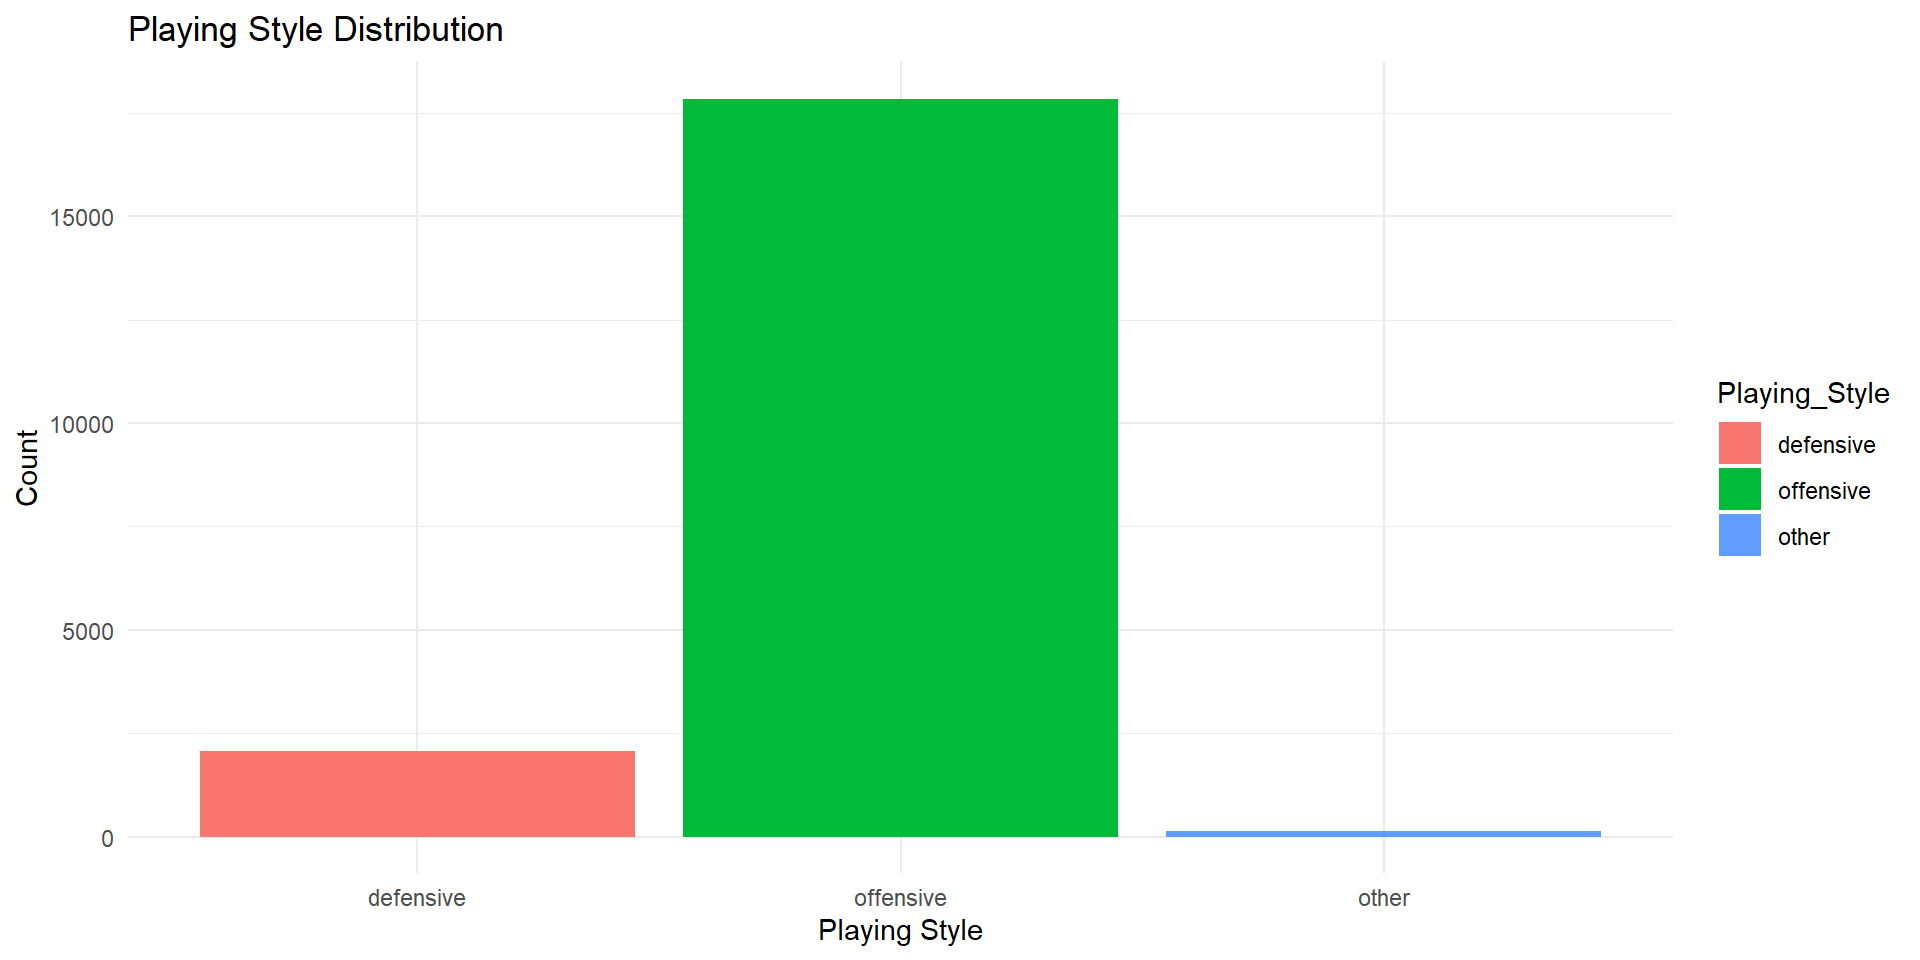 Playing Style Distribution
Count
15000
10000
5000
0
defensive
offensive
other
Playing Style
Playing_Style
defensive
offensive
other